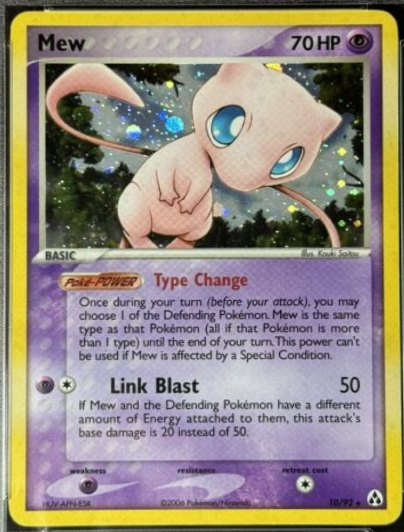 Mew 70 HP
BASIC Illus. Kouki Saitou
Poké-POWER Type Change
Once during your turn (before your attack), you may
choose 1 of the Defending Pokémon. Mew is the same
type as that Pokémon (all if that Pokémon is more
than 1 type) until the end of your turn. This power can't
be used if Mew is affected by a Special Condition.
Link Blast 50
If Mew and the Defending Pokémon have a different
amount of Energy attached to them, this attack's
base damage is 20 instead of 50.
weakness resistance retreat cost
HUV-AFN-ESR ©2006 Pokémon/Nintendo 10/92 ★